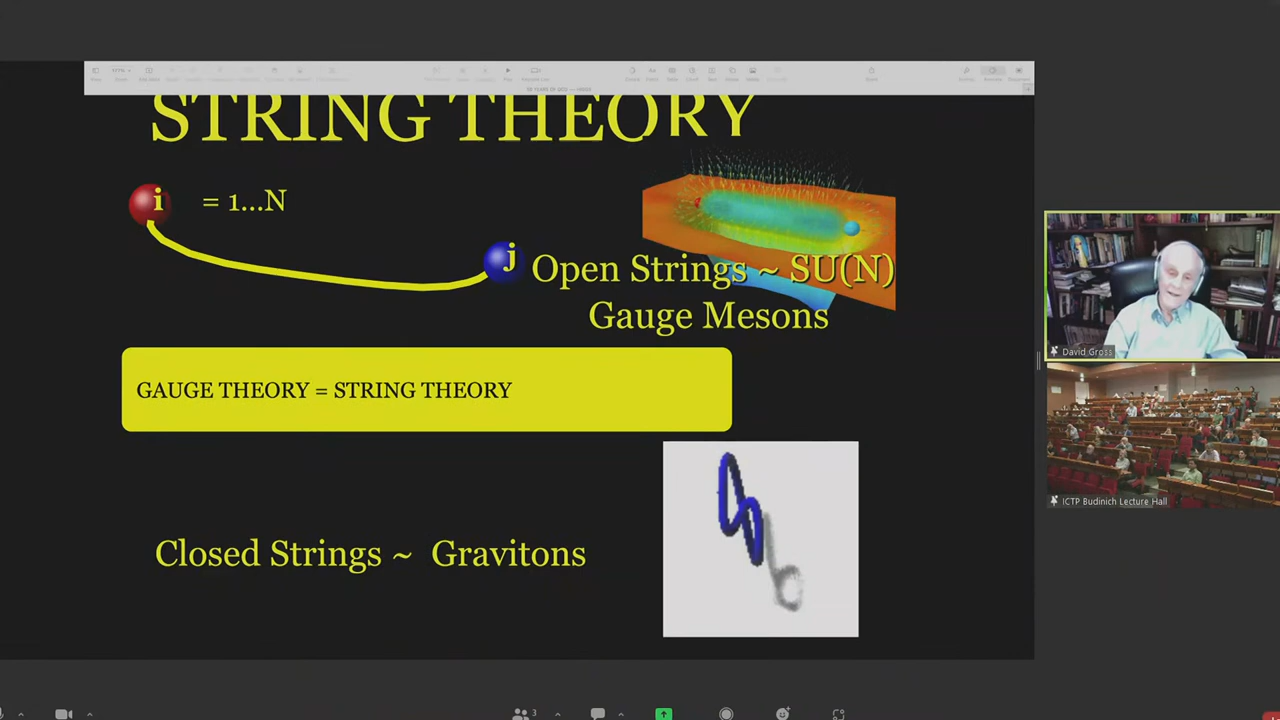 STRING THEORY
i
= 1...N
j
Open Strings ~ SU(N)
Gauge Mesons
GAUGE THEORY = STRING THEORY
Closed Strings ~ Gravitons
David Gross
ICTP Budinich Lecture Hall
3